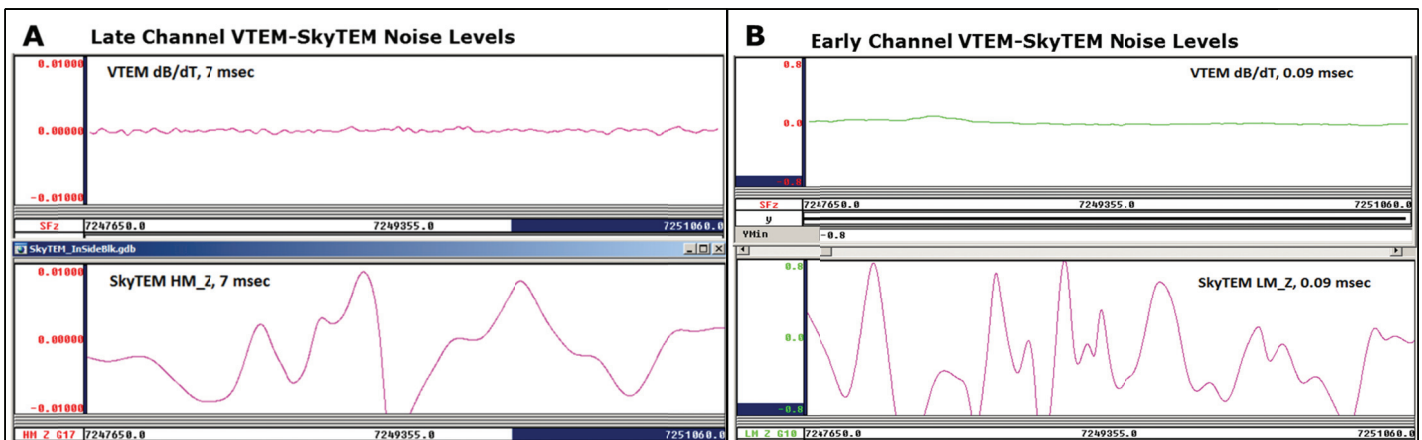 A Late Channel VTEM-SkyTEM Noise Levels
0.01000
VTEM dB/dT, 7 msec
0.00000
-0.01000
SFz 7247650.0 7249355.0 7251060.0
SkyTEM_InSideBlk.gdb
0.01000
SkyTEM HM_Z, 7 msec
0.00000
-0.01000
HM_Z_G17 7247650.0 7249355.0 7251060.0
B Early Channel VTEM-SkyTEM Noise Levels
0.8
VTEM dB/dT, 0.09 msec
0.0
-0.8
SFz 7247650.0 7249355.0 7251060.0
y
YMin -0.8
0.8
SkyTEM LM_Z, 0.09 msec
0.0
-0.8
LM_Z_G10 7247650.0 7249355.0 7251060.0